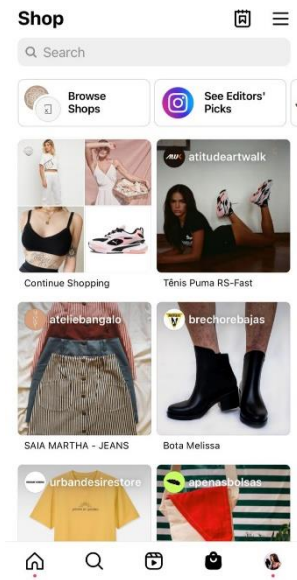 Shop
Search
Browse
Shops
See Editors'
Picks
atitudeartwalk
Continue Shopping
Tênis Puma RS-Fast
ateliebangalo
brechorebajas
SAIA MARTHA - JEANS
Bota Melissa
urbandesirestore
apenasbolsas